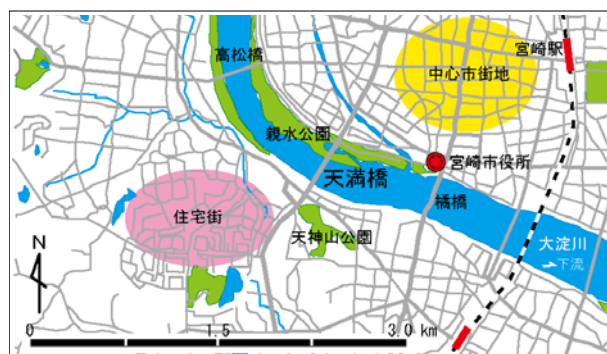 宮崎駅
高松橋
中心市街地
親水公園
宮崎市役所
天満橋
橘橋
住宅街
天神山公園
大淀川
下流
N
0
1.5
3.0 km